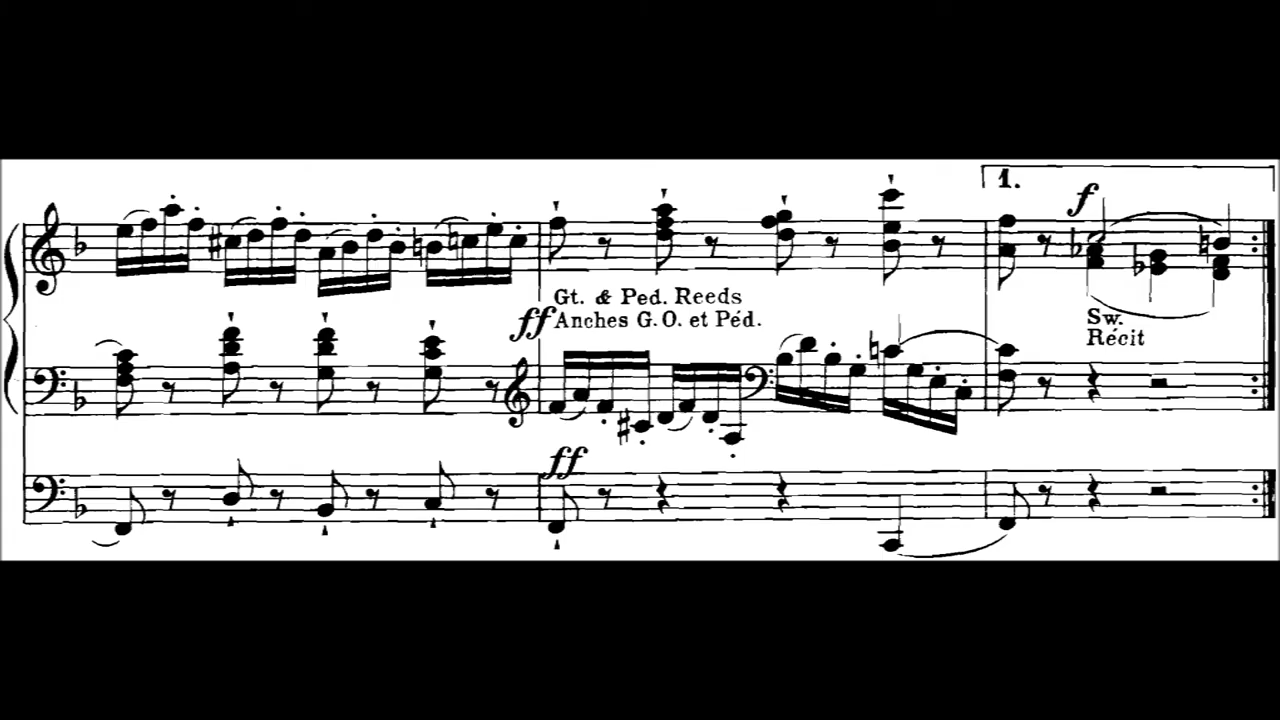 1.
f
Gt. & Ped. Reeds
ff Anches G. O. et Péd.
Sw.
Récit
ff